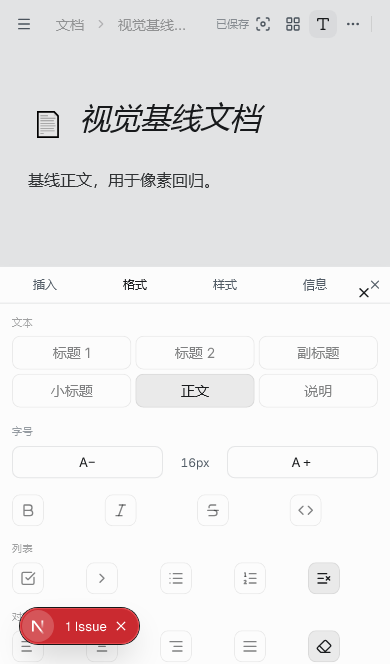 文档 > 视觉基线... 已保存 T
视觉基线文档
基线正文，用于像素回归。
插入 格式 样式 信息
文本
标题 1 标题 2 副标题
小标题 正文 说明
字号
A− 16px A+
B I S <>
列表
对
N 1 Issue ×